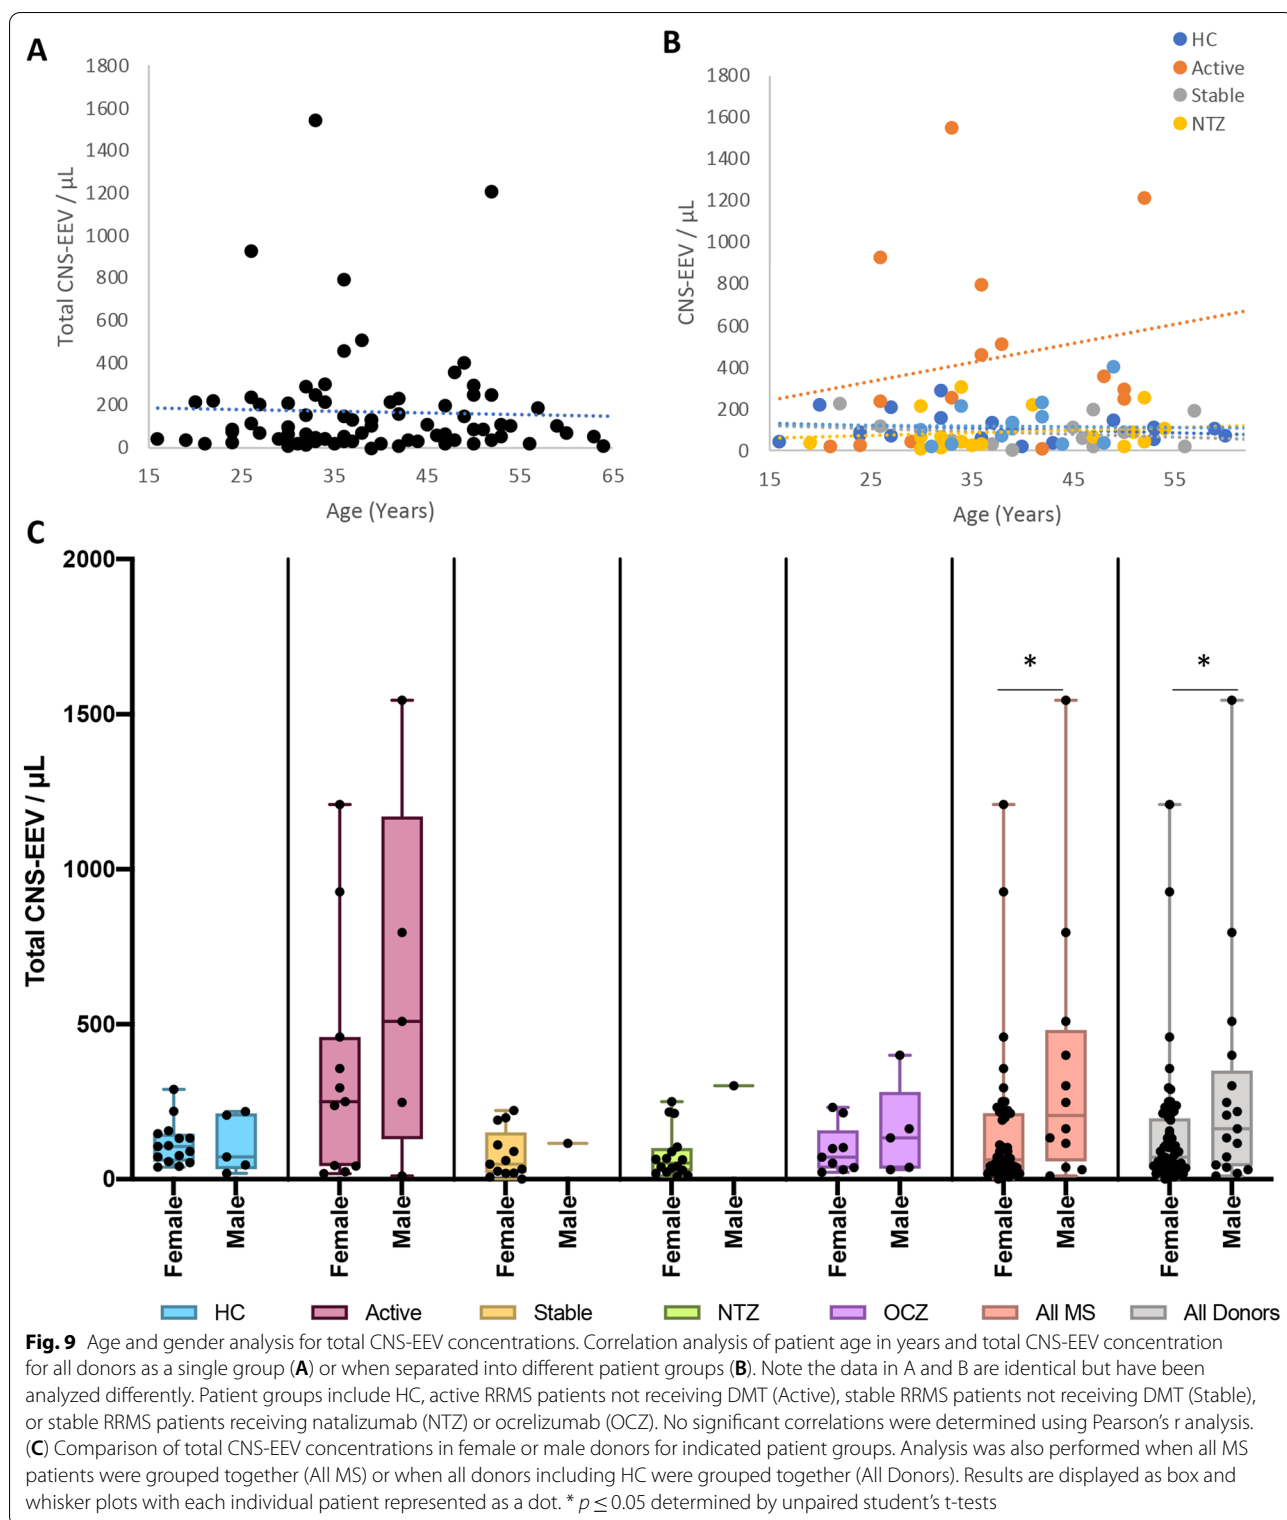 A
1800
1600
1400
1200
1000
800
600
400
200
0
Total CNS-EEV / µL
15 25 35 45 55 65
Age (Years)
B
HC
Active
Stable
NTZ
1800
1600
1400
1200
1000
800
600
400
200
0
CNS-EEV / µL
15 25 35 45 55
Age (Years)
C
2000
1500
1000
500
0
Total CNS-EEV / µL
* *
Female Male Female Male Female Male Female Male Female Male Female Male Female Male
HC Active Stable NTZ OCZ All MS All Donors
Fig. 9 Age and gender analysis for total CNS-EEV concentrations. Correlation analysis of patient age in years and total CNS-EEV concentration
for all donors as a single group (A) or when separated into different patient groups (B). Note the data in A and B are identical but have been
analyzed differently. Patient groups include HC, active RRMS patients not receiving DMT (Active), stable RRMS patients not receiving DMT (Stable),
or stable RRMS patients receiving natalizumab (NTZ) or ocrelizumab (OCZ). No significant correlations were determined using Pearson's r analysis.
(C) Comparison of total CNS-EEV concentrations in female or male donors for indicated patient groups. Analysis was also performed when all MS
patients were grouped together (All MS) or when all donors including HC were grouped together (All Donors). Results are displayed as box and
whisker plots with each individual patient represented as a dot. * p ≤ 0.05 determined by unpaired student's t-tests